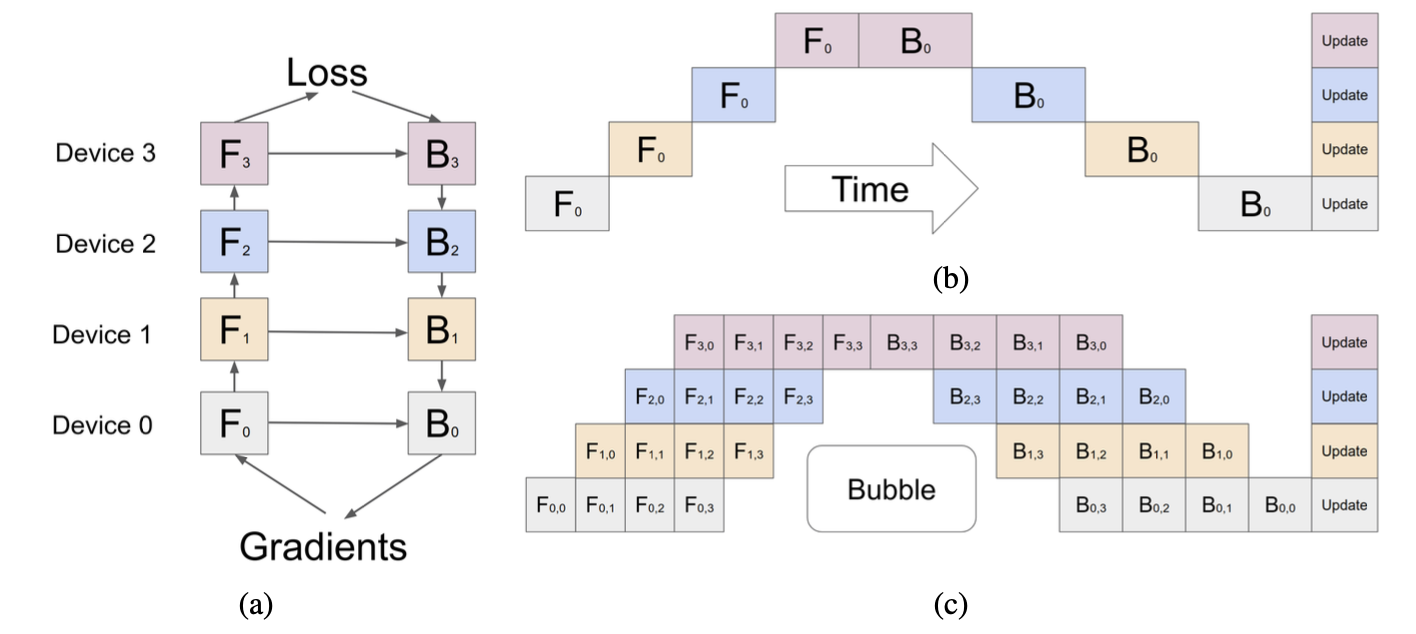 Loss
Device 3 F3 B3
Device 2 F2 B2
Device 1 F1 B1
Device 0 F0 B0
Gradients
(a)
F0 B0 Update
F0 B0 Update
F0 B0 Update
F0 B0 Update
Time
(b)
F3,0 F3,1 F3,2 F3,3 B3,3 B3,2 B3,1 B3,0 Update
F2,0 F2,1 F2,2 F2,3 B2,3 B2,2 B2,1 B2,0 Update
F1,0 F1,1 F1,2 F1,3 B1,3 B1,2 B1,1 B1,0 Update
F0,0 F0,1 F0,2 F0,3 B0,3 B0,2 B0,1 B0,0 Update
Bubble
(c)